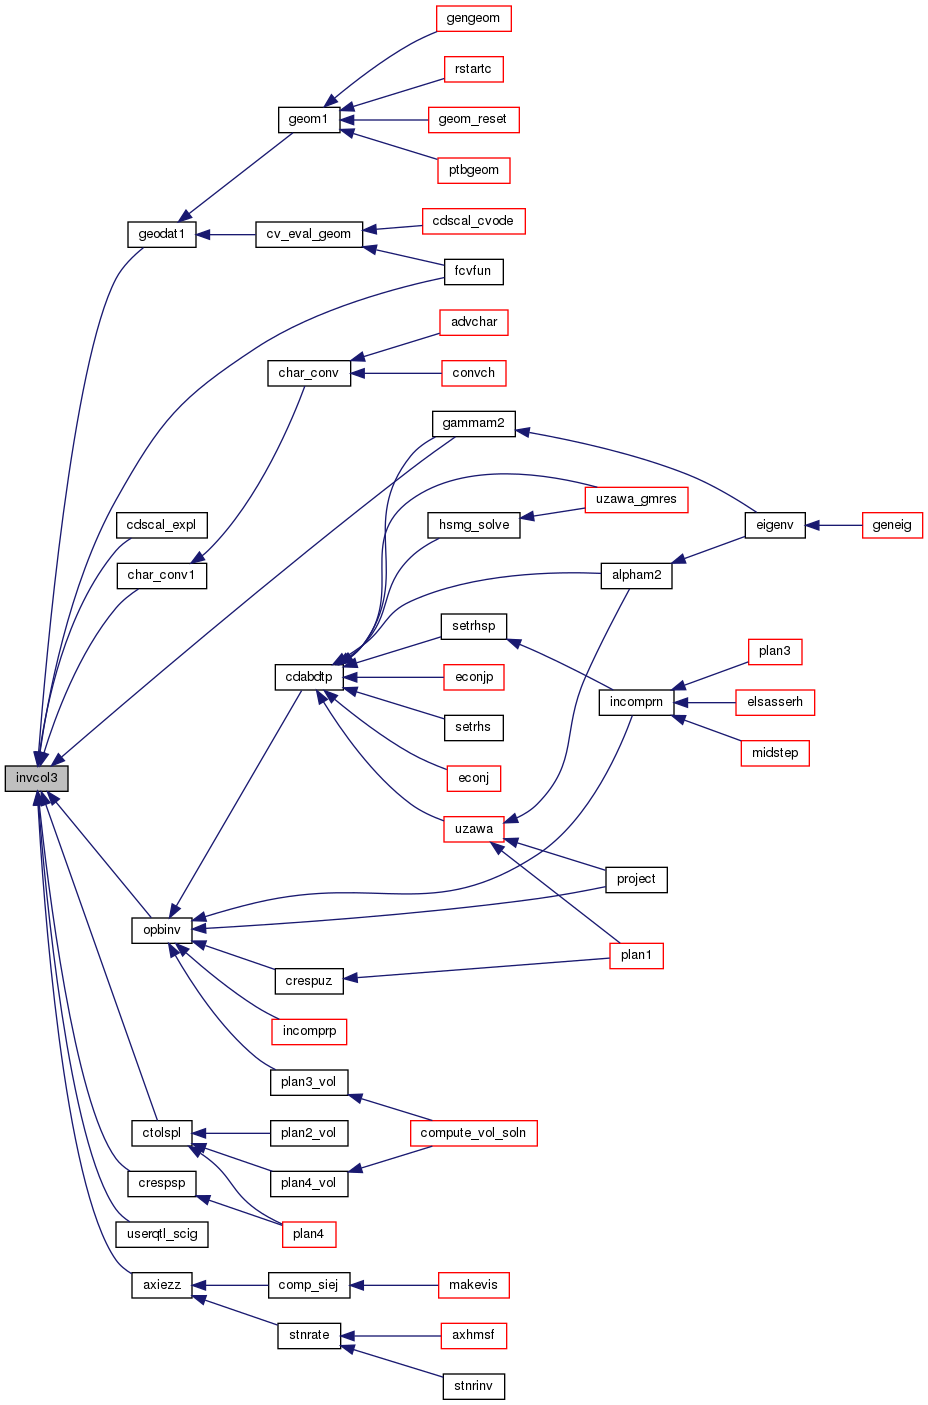 gengeom
rstartc
geom1
geom_reset
ptbgeom
cdscal_cvode
geodat1
cv_eval_geom
fcvfun
advchar
char_conv
convch
gammam2
uzawa_gmres
cdscal_expl
hsmg_solve
eigenv
geneig
char_conv1
alpham2
setrhsp
plan3
cdabdtp
econjp
incomprn
elsasserh
setrhs
midstep
invcol3
econj
uzawa
project
opbinv
plan1
crespuz
incomprp
plan3_vol
ctolspl
plan2_vol
compute_vol_soln
crespsp
plan4_vol
userqtl_scig
plan4
axiezz
comp_siej
makevis
stnrate
axhmsf
stnrinv